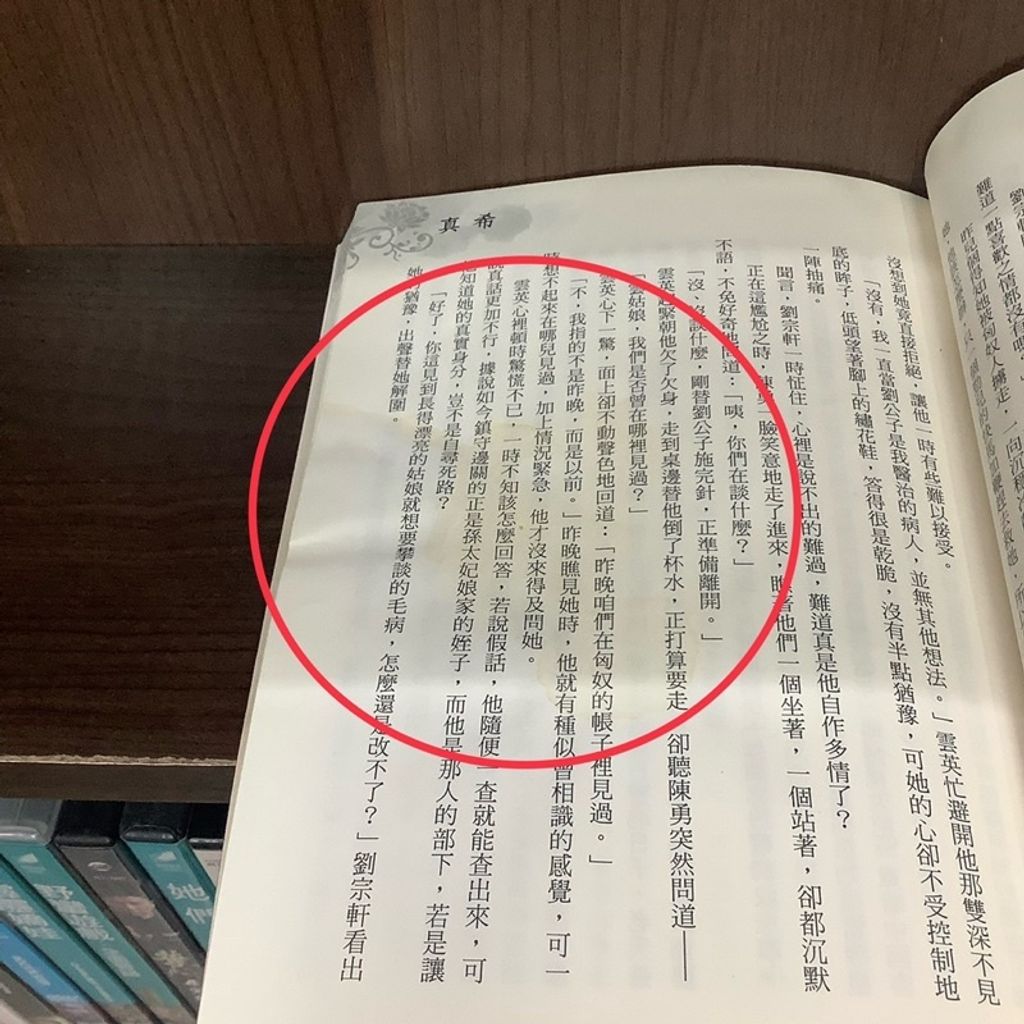 真希
沒想到她竟直接拒絕，讓他一時有些難以接受。
「沒有，我一直當劉公子是我醫治的病人，並無其他想法。」雲英忙避開他那雙深不見
底的眸子，低頭望著腳上的繡花鞋，答得很是乾脆，沒有半點猶豫，可她的心卻不受控制地
一陣抽痛。
聞言，劉宗軒一時怔住，心裡是說不出的難過，難道真是他自作多情了？
正在這尷尬之時，陳勇一臉笑意地走了進來，瞧著他們一個坐著，一個站著，卻都沉默
不語，不免好奇地問道：「咦，你們在談什麼？」
「沒、沒談什麼，剛替劉公子施完針，正準備離開。」
雲英趕緊朝他欠了欠身，走到桌邊替他倒了杯水，正打算要走，卻聽陳勇突然問道——
「雲姑娘，我們是否曾在哪裡見過？」
雲英心下一驚，面上卻不動聲色地回道：「昨晚咱們在匈奴的帳子裡見過。」
「不，我指的不是昨晚，而是以前。」昨晚瞧見她時，他就有種似曾相識的感覺，可一
時想不起來在哪兒見過，加上情況緊急，他才沒來得及問她。
雲英心裡頓時驚慌不已，一時不知該怎麼回答，若說假話，他隨便一查就能查出來，可
說真話更加不行，據說如今鎮守邊關的正是孫太妃娘家的姪子，而他是那人的部下，若是讓
他知道她的真實身分，豈不是自尋死路？
「好了，你這見到長得漂亮的姑娘就想要攀談的毛病，怎麼還是改不了？」劉宗軒看出
她的猶豫，出聲替她解圍。